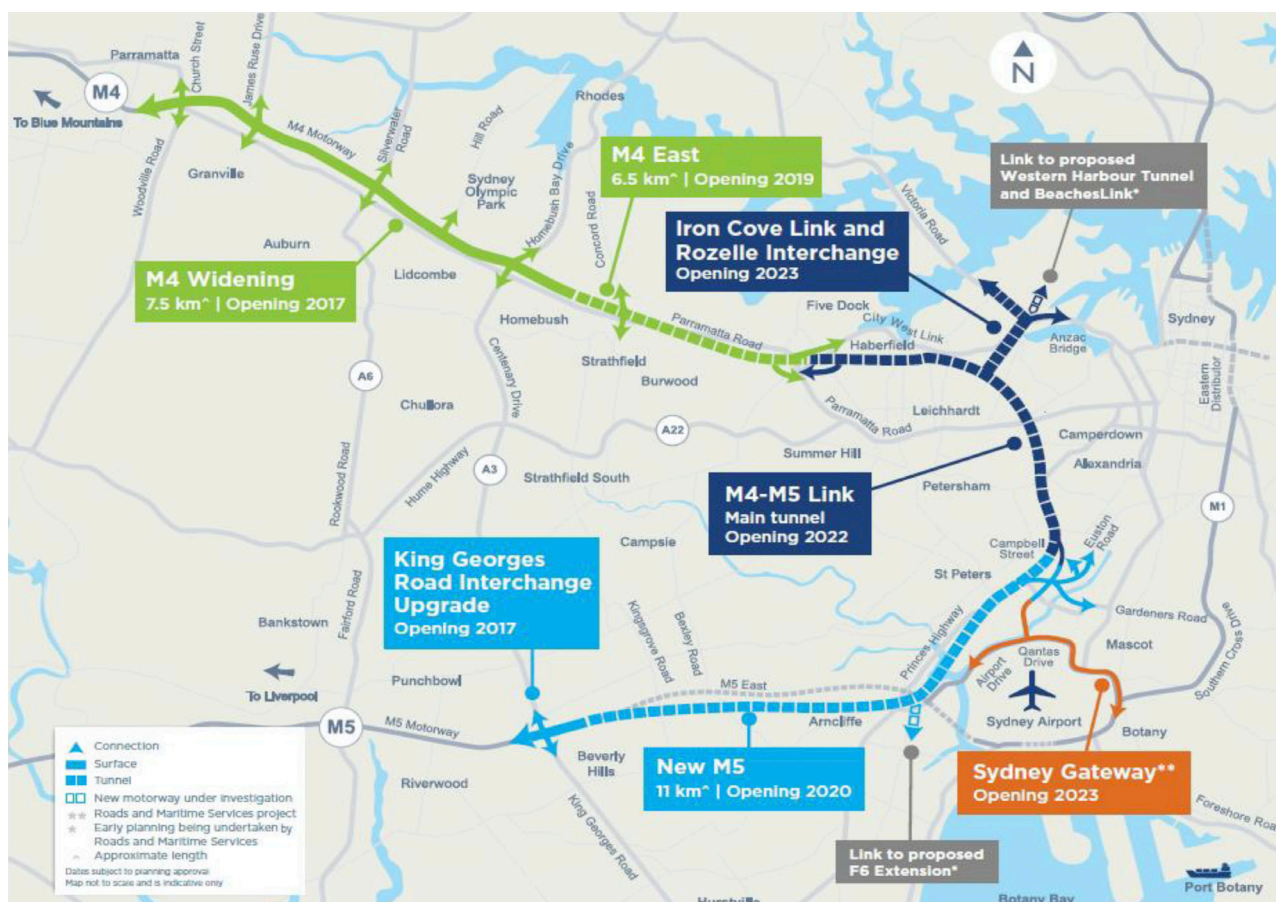 Parramatta
Church Street
James Ruse Drive
M4
To Blue Mountains
M4 Motorway
Silverwater
Road
Hill Road
Rhodes
N
Woodville Road
Granville
Sydney
Olympic
Park
Homebush Bay Drive
Concord Road
M4 East
6.5 km^ | Opening 2019
Link to proposed
Western Harbour Tunnel
and BeachesLink*
Victoria Road
Iron Cove Link and
Rozelle Interchange
Opening 2023
Auburn
Lidcombe
M4 Widening
7.5 km^ | Opening 2017
Homebush
Parramatta Road
Five Dock
City West Link
Haberfield
Anzac
Bridge
Sydney
Eastern
Distributor
Strathfield
Burwood
Centenary Drive
A6
Chullora
A22
Parramatta Road
Leichhardt
Camperdown
Alexandria
Summer Hill
Hume Highway
A3
Strathfield South
Rookwood Road
Petersham
M4-M5 Link
Main tunnel
Opening 2022
M1
Campsie
Campbell
Street
Euston
Road
St Peters
King Georges
Road Interchange
Upgrade
Opening 2017
Bankstown
Fairford Road
Kingsgrove Road
Bexley Road
Princes Highway
Gardeners Road
Mascot
Southern Cross Drive
Qantas
Drive
Airport
Drive
To Liverpool
Punchbowl
M5 East
M5
M5 Motorway
Arncliffe
Sydney Airport
Botany
Beverly
Hills
Riverwood
New M5
11 km^ | Opening 2020
Sydney Gateway**
Opening 2023
King Georges Road
Foreshore Road
Link to proposed
F6 Extension*
Port Botany
Botany Bay
Hurstville
Connection
Surface
Tunnel
New motorway under investigation
** Roads and Maritime Services project
* Early planning being undertaken by
Roads and Maritime Services
^ Approximate length
Dates subject to planning approval
Map not to scale and is indicative only